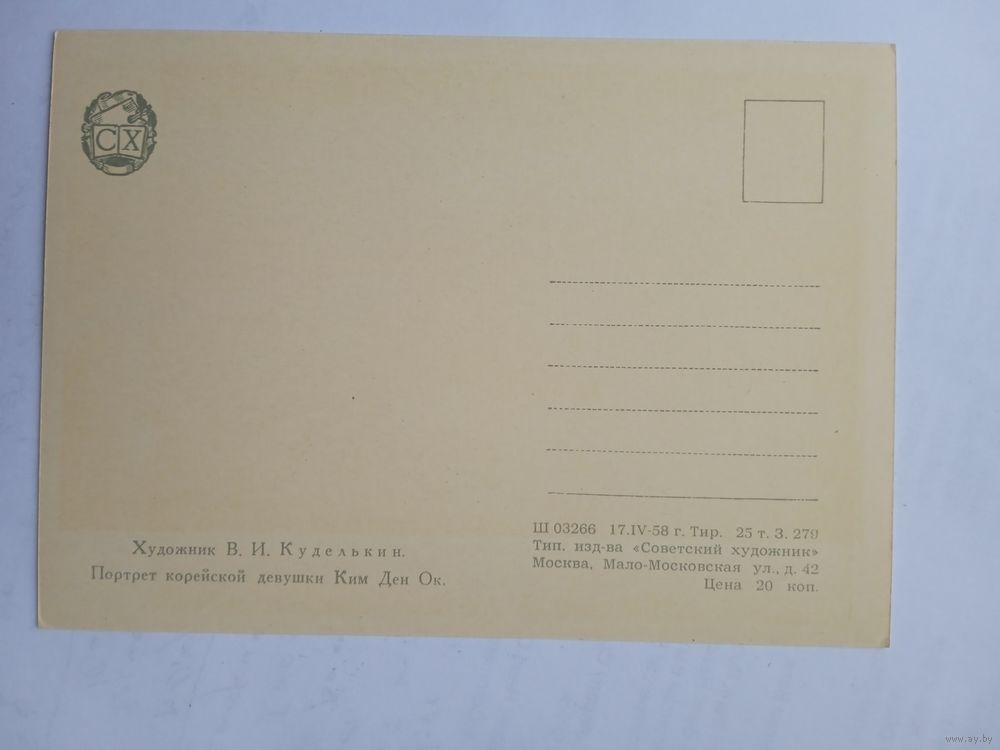 СХ
Художник В. И. Куделькин.
Портрет корейской девушки Ким Ден Ок.
Ш 03266 17.IV-58 г. Тир. 25 т. З. 279
Тип. изд-ва «Советский художник»
Москва, Мало-Московская ул., д. 42
Цена 20 коп.
www.ay.by